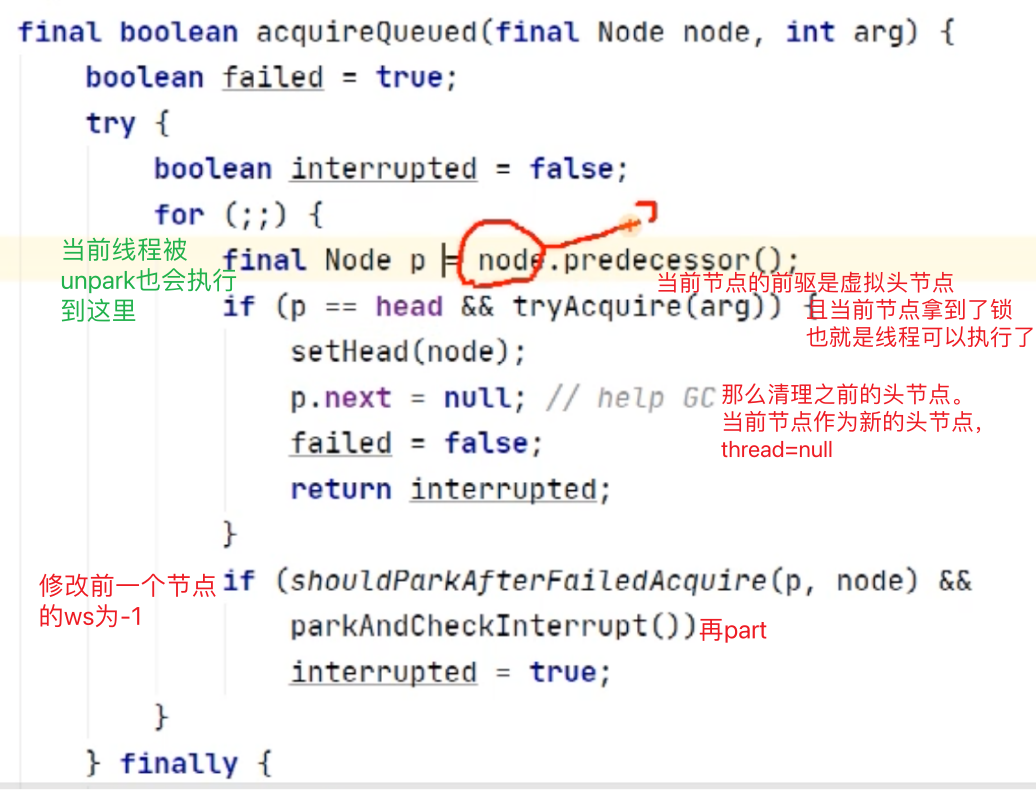 final boolean acquireQueued(final Node node, int arg) {
boolean failed = true;
try {
boolean interrupted = false;
for (;;) {
当前线程被
unpark也会执行
到这里
final Node p = node.predecessor();
当前节点的前驱是虚拟头节点
if (p == head && tryAcquire(arg)) {
且当前节点拿到了锁
也就是线程可以执行了
setHead(node);
p.next = null; // help GC
那么清理之前的头节点。
当前节点作为新的头节点，
thread=null
failed = false;
return interrupted;
}
修改前一个节点
的ws为-1
if (shouldParkAfterFailedAcquire(p, node) &&
parkAndCheckInterrupt())
再part
interrupted = true;
}
} finally {